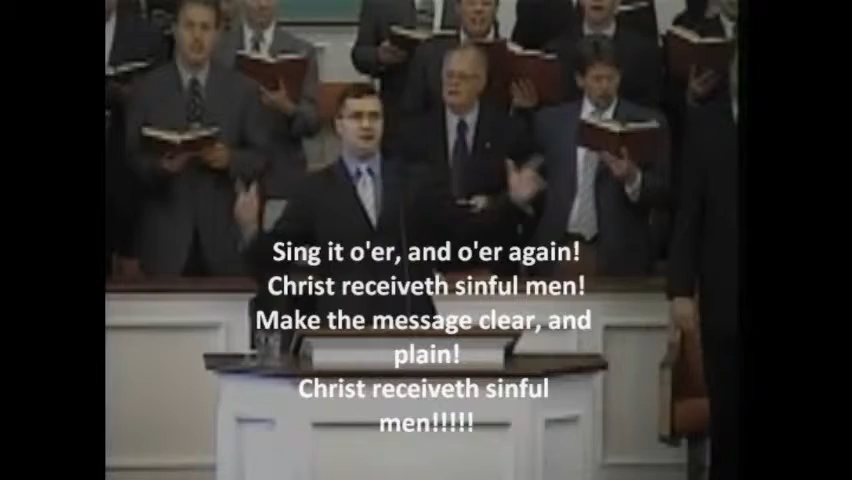 Sing it o'er, and o'er again!
Christ receiveth sinful men!
Make the message clear, and
plain!
Christ receiveth sinful
men!!!!!